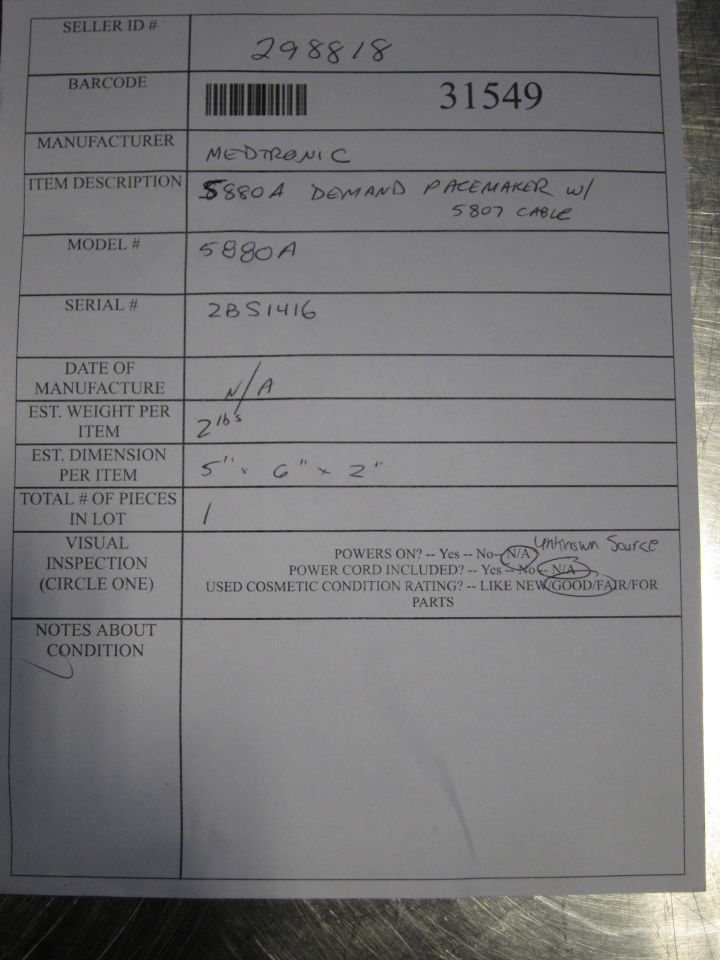 SELLER ID # 298818
BARCODE 31549
MANUFACTURER MEDTRONIC
ITEM DESCRIPTION 5880A DEMAND PACEMAKER W/
5807 CABLE
MODEL # 5880A
SERIAL # 2BS1416
DATE OF
MANUFACTURE N/A
EST. WEIGHT PER
ITEM 2 lbs
EST. DIMENSION
PER ITEM 5" x 6" x 2"
TOTAL # OF PIECES
IN LOT 1
VISUAL
INSPECTION
(CIRCLE ONE)
POWERS ON? -- Yes -- No-- N/A Unknown Source
POWER CORD INCLUDED? -- Yes -- No -- N/A
USED COSMETIC CONDITION RATING? -- LIKE NEW/GOOD/FAIR/FOR
PARTS
NOTES ABOUT
CONDITION